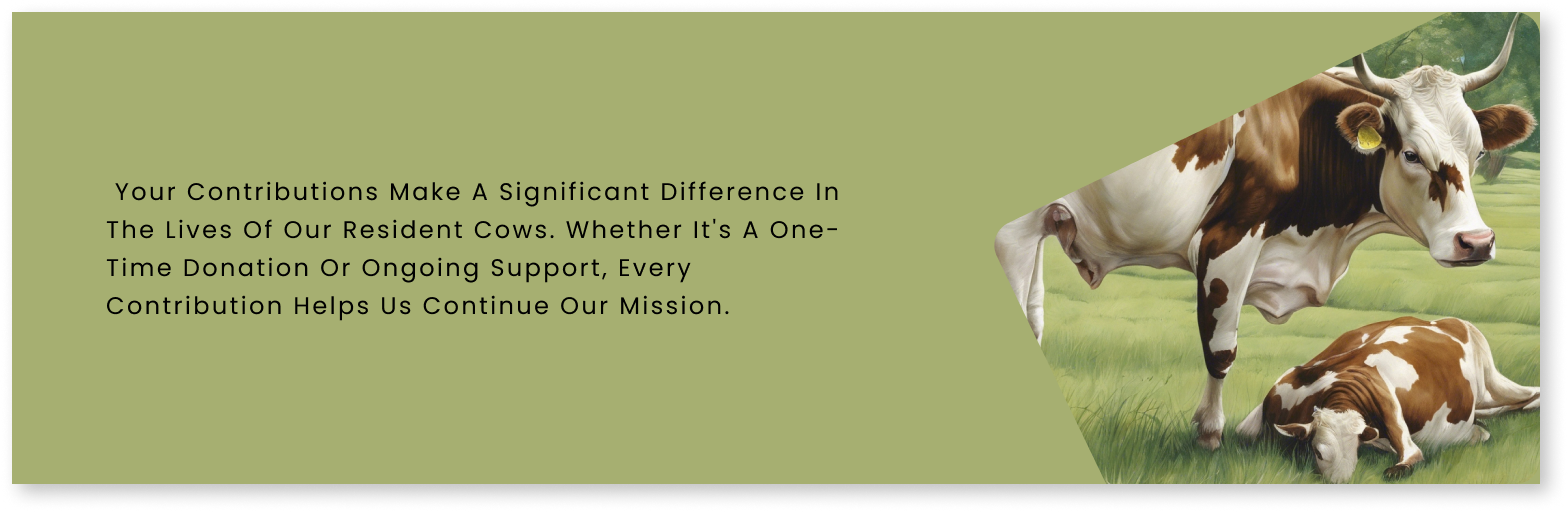 Your Contributions Make A Significant Difference In
The Lives Of Our Resident Cows. Whether It's A One-
Time Donation Or Ongoing Support, Every
Contribution Helps Us Continue Our Mission.